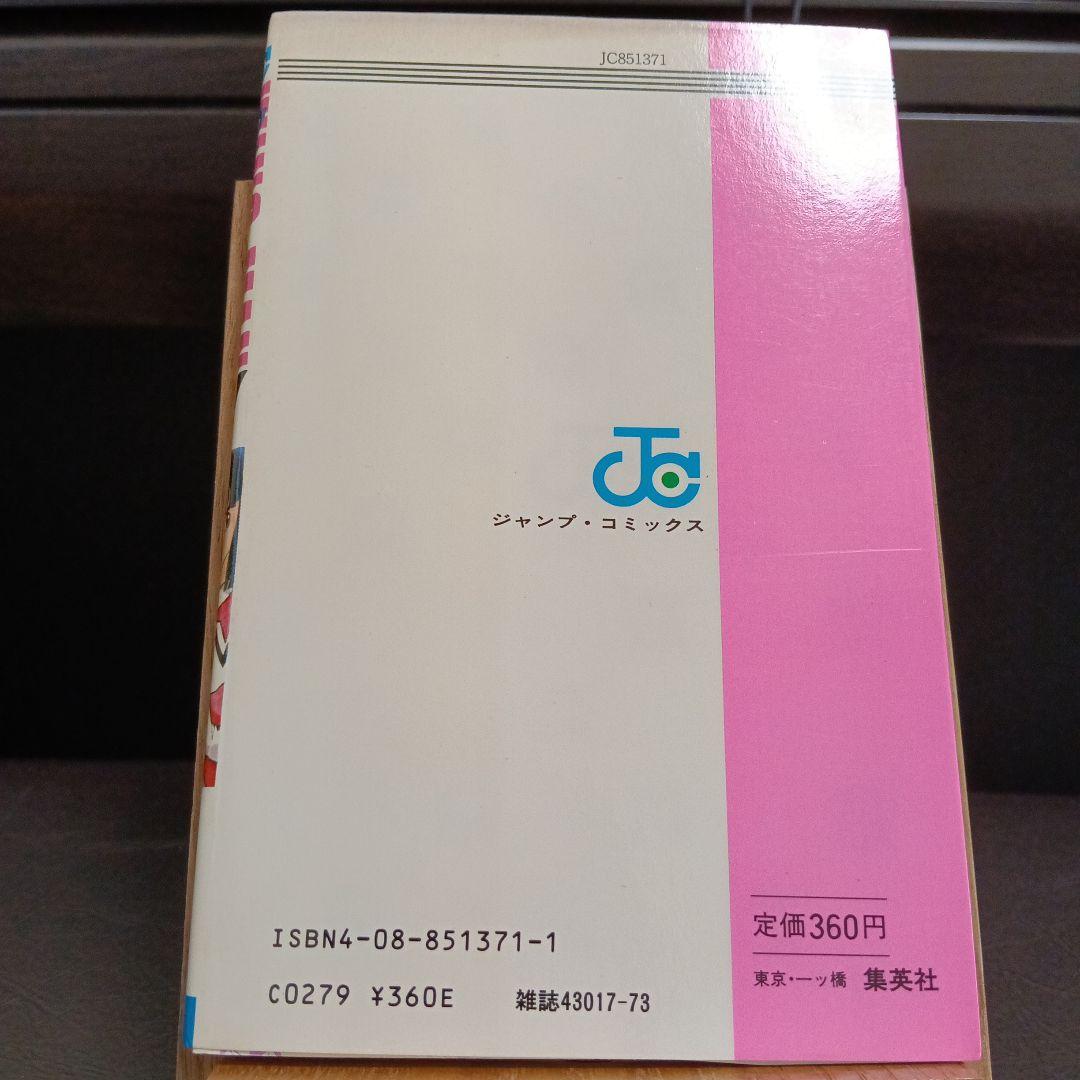 JC851371
JC
ジャンプ・コミックス
定価360円
東京・一ツ橋 集英社
ISBN4-08-851371-1
C0279 ¥360E 雑誌43017-73